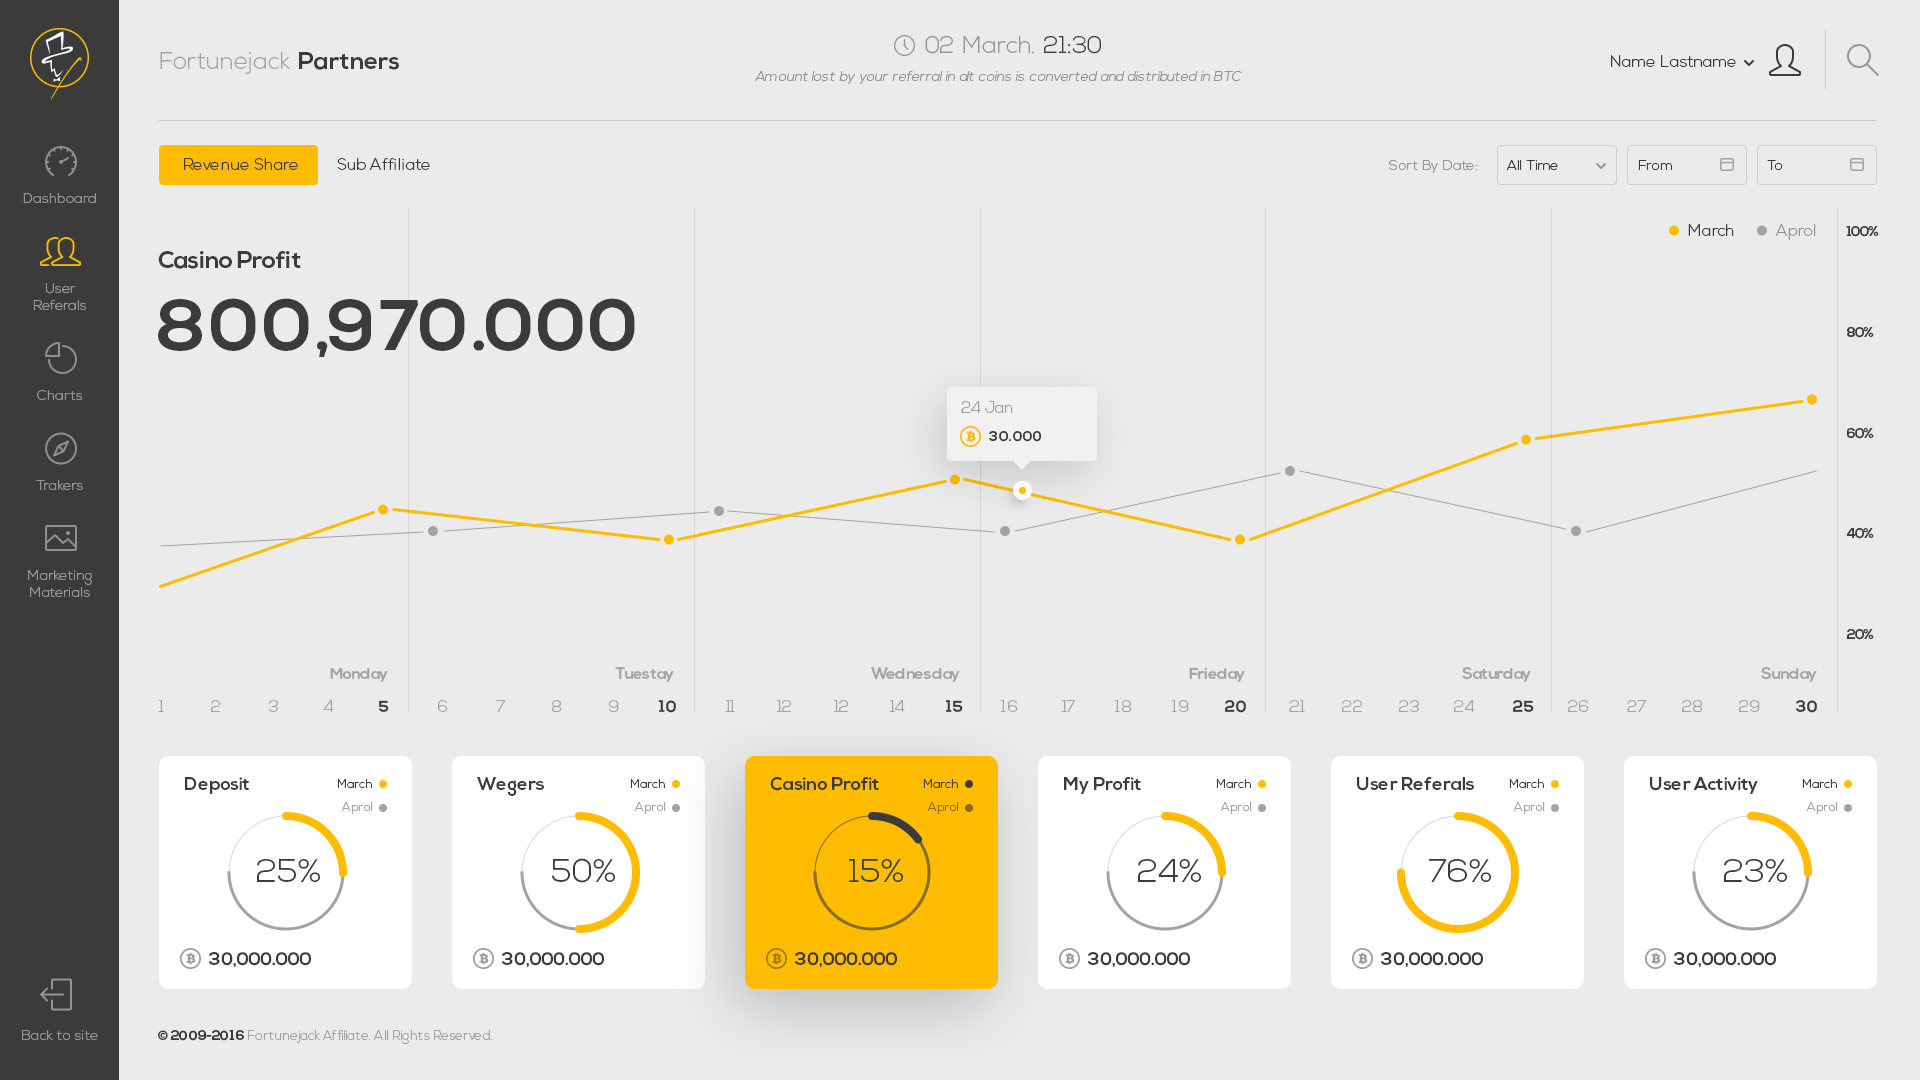 Fortunejack Partners
02 March. 21:30
Amount lost by your referral in alt coins is converted and distributed in BTC
Name Lastname
Dashboard
User
Referals
Charts
Trakers
Marketing
Materials
Back to site
Revenue Share
Sub Affiliate
Sort By Date:
All Time
From
To
Casino Profit
800,970.000
March
Aprol
100%
80%
60%
40%
20%
24 Jan
30.000
Monday
Tuestay
Wednesday
Frieday
Saturday
Sunday
1 2 3 4 5 6 7 8 9 10 11 12 12 14 15 16 17 18 19 20 21 22 23 24 25 26 27 28 29 30
Deposit
March
Aprol
25%
30,000.000
Wegers
March
Aprol
50%
30,000.000
Casino Profit
March
Aprol
15%
30,000.000
My Profit
March
Aprol
24%
30,000.000
User Referals
March
Aprol
76%
30,000.000
User Activity
March
Aprol
23%
30,000.000
© 2009-2016 Fortunejack Affiliate. All Rights Reserved.